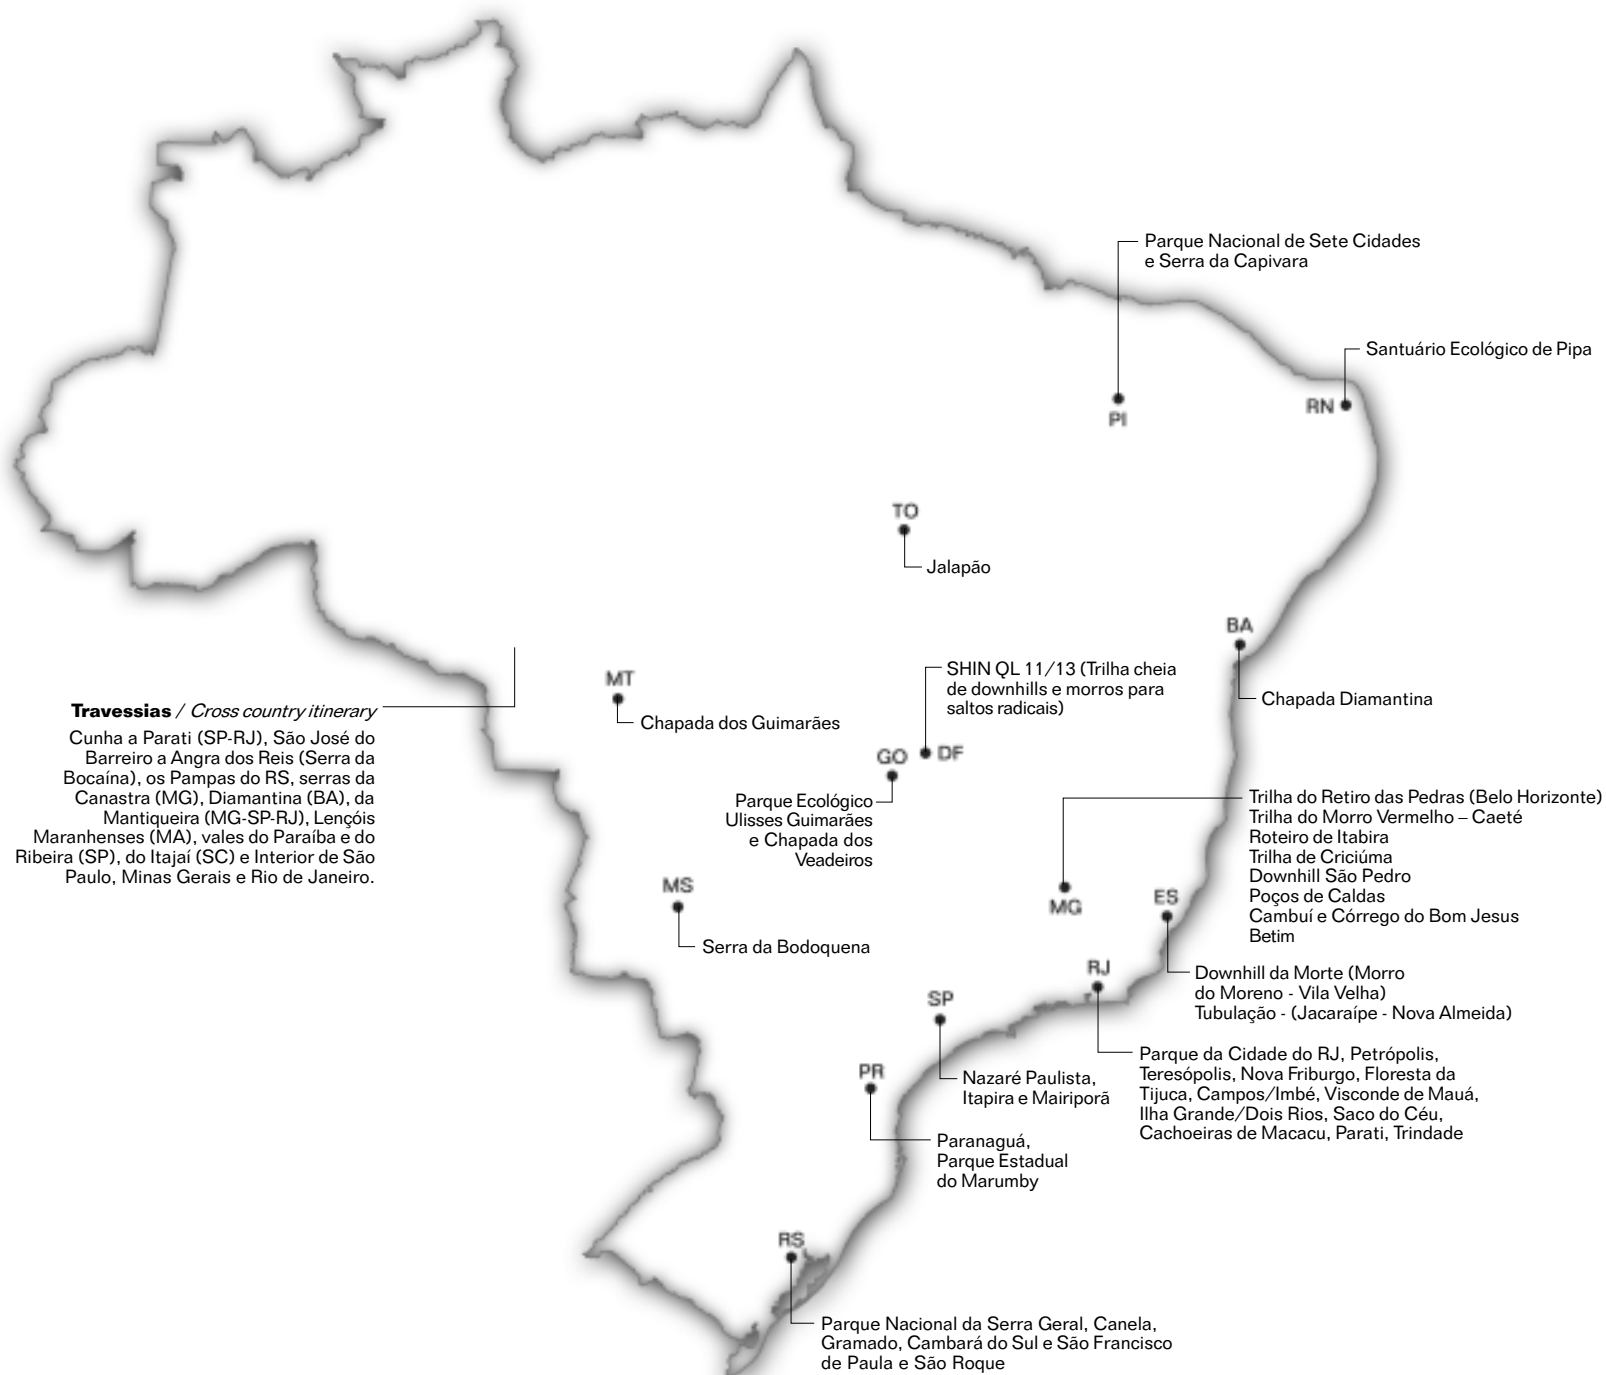 Parque Nacional de Sete Cidades
e Serra da Capivara
Santuário Ecológico de Pipa
RN
PI
TO
Jalapão
BA
Chapada Diamantina
SHIN QL 11/13 (Trilha cheia
de downhills e morros para
saltos radicais)
MT
Chapada dos Guimarães
Travessias / Cross country itinerary
Cunha a Parati (SP-RJ), São José do
Barreiro a Angra dos Reis (Serra da
Bocaína), os Pampas do RS, serras da
Canastra (MG), Diamantina (BA), da
Mantiqueira (MG-SP-RJ), Lençóis
Maranhenses (MA), vales do Paraíba e do
Ribeira (SP), do Itajaí (SC) e Interior de São
Paulo, Minas Gerais e Rio de Janeiro.
GO
DF
Parque Ecológico
Ulisses Guimarães
e Chapada dos
Veadeiros
Trilha do Retiro das Pedras (Belo Horizonte)
Trilha do Morro Vermelho – Caeté
Roteiro de Itabira
Trilha de Criciúma
Downhill São Pedro
Poços de Caldas
Cambuí e Córrego do Bom Jesus
Betim
MS
Serra da Bodoquena
MG
ES
Downhill da Morte (Morro
do Moreno - Vila Velha)
Tubulação - (Jacaraípe - Nova Almeida)
RJ
Parque da Cidade do RJ, Petrópolis,
Teresópolis, Nova Friburgo, Floresta da
Tijuca, Campos/Imbé, Visconde de Mauá,
Ilha Grande/Dois Rios, Saco do Céu,
Cachoeiras de Macacu, Parati, Trindade
SP
Nazaré Paulista,
Itapira e Mairiporã
PR
Paranaguá,
Parque Estadual
do Marumby
RS
Parque Nacional da Serra Geral, Canela,
Gramado, Cambará do Sul e São Francisco
de Paula e São Roque